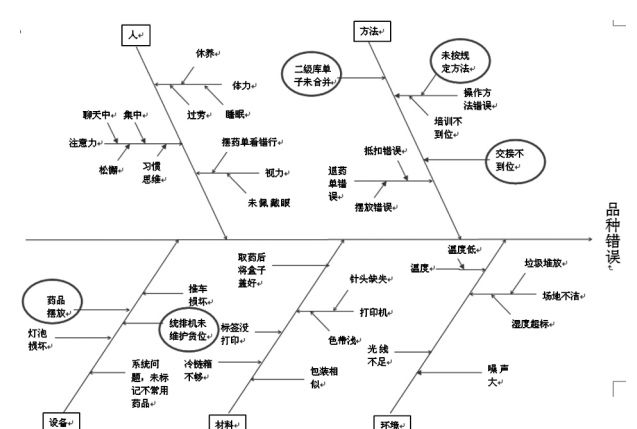 人
方法
休养
体力
过劳
睡眠
聊天中
集中
注意力
松懈
习惯
思维
摆药单看错行
视力
未佩戴眼
二级库单
子未合并
未按规
定方法
操作方
法错误
培训不
到位
抵扣错误
退药
单错
误
摆放错误
交接不
到位
品种错误
药品
摆放
推车
损坏
灯泡
损坏
统排机未
维护货位
系统问
题，未标
记不常用
药品
设备
取药后
将盒子
盖好
针头缺失
打印机
色带浅
标签没
打印
冷链箱
不够
包装相
似
材料
温度低
温度
垃圾堆放
场地不洁
湿度超标
光线
不足
噪声
大
环境